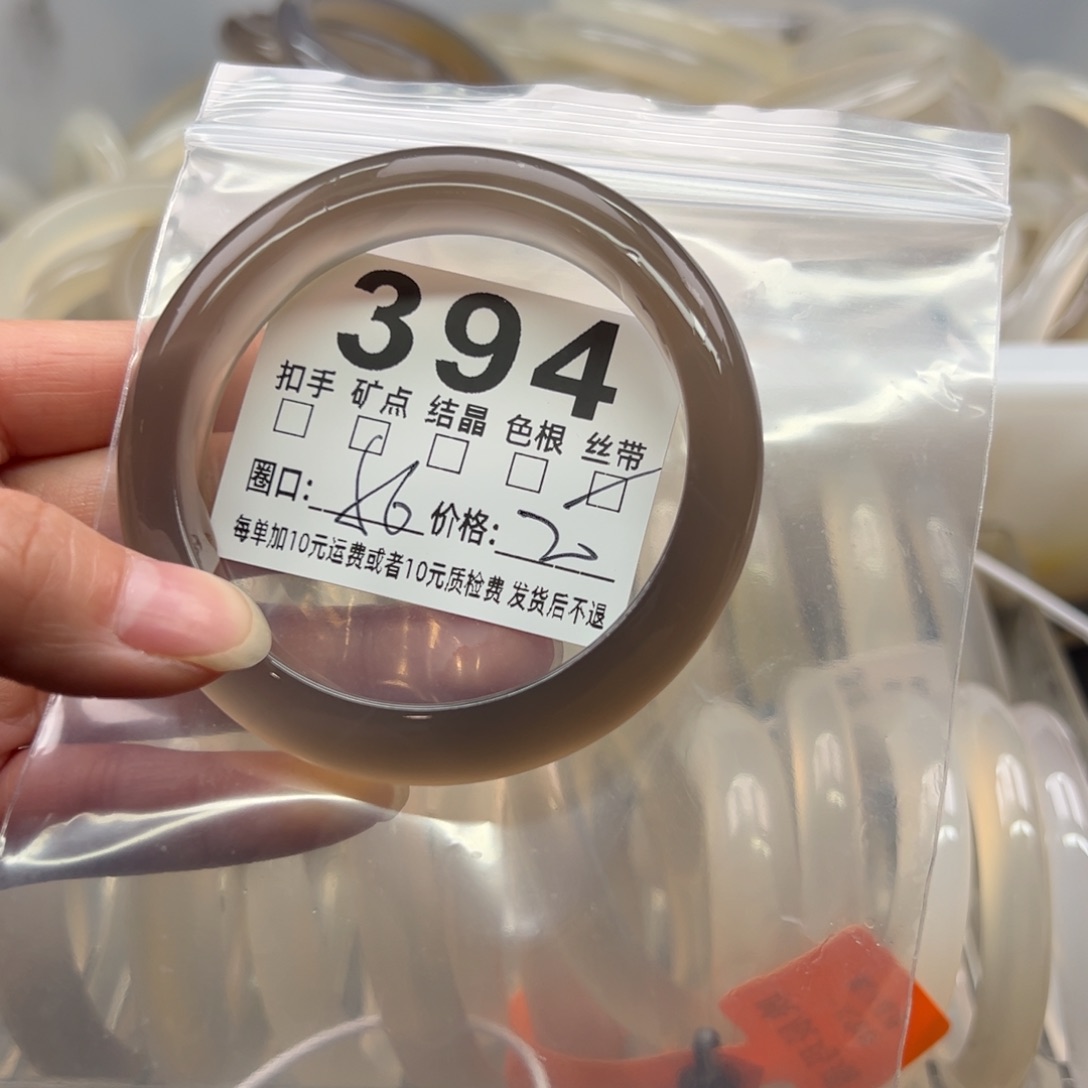 394
扣手 矿点 结晶 色根 丝带
圈口: 56 价格:
每单加10元运费或者10元质检费 发货后不退